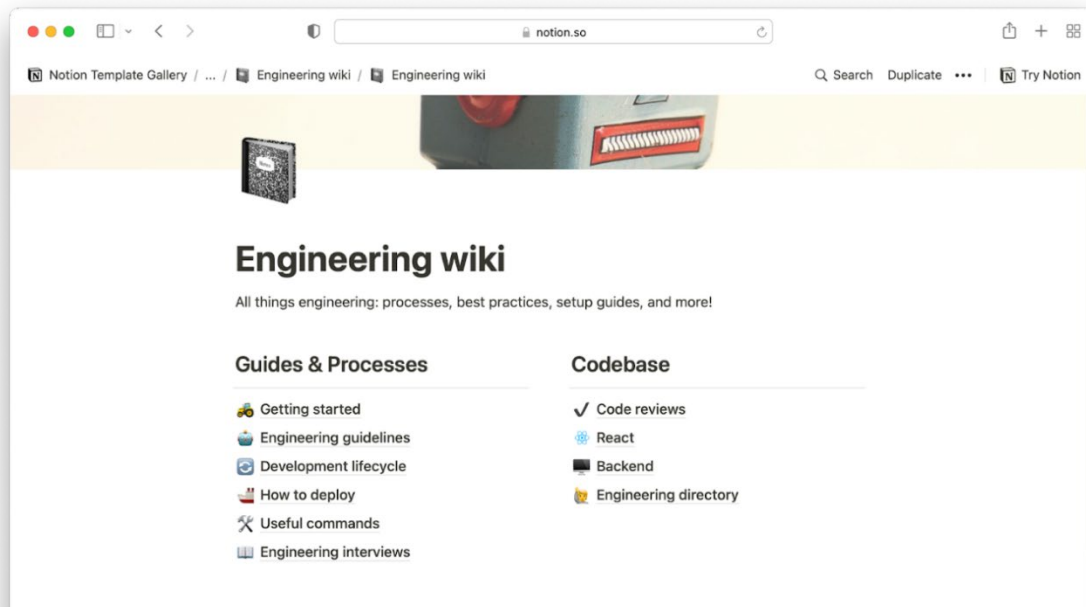 notion.so
Notion Template Gallery / ... / Engineering wiki / Engineering wiki
Search Duplicate ••• Try Notion
Engineering wiki
All things engineering: processes, best practices, setup guides, and more!
Guides & Processes
Getting started
Engineering guidelines
Development lifecycle
How to deploy
Useful commands
Engineering interviews
Codebase
Code reviews
React
Backend
Engineering directory